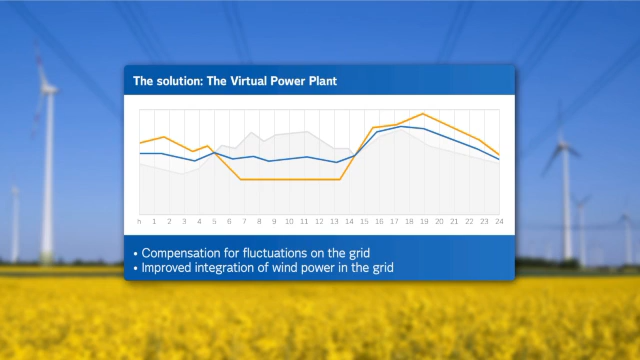 The solution: The Virtual Power Plant
h 1 2 3 4 5 6 7 8 9 10 11 12 13 14 15 16 17 18 19 20 21 22 23 24
• Compensation for fluctuations on the grid
• Improved integration of wind power in the grid